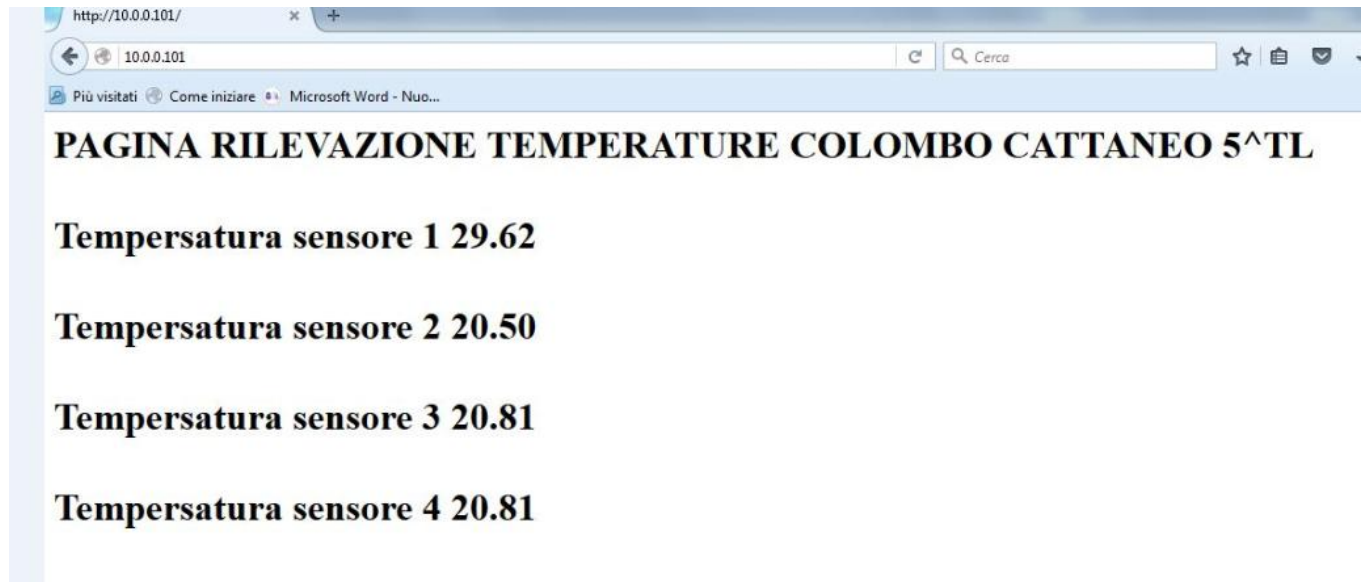 http://10.0.0.101/
10.0.0.101
Cerca
Più visitati Come iniziare Microsoft Word - Nuo...
PAGINA RILEVAZIONE TEMPERATURE COLOMBO CATTANEO 5^TL
Tempersatura sensore 1 29.62
Tempersatura sensore 2 20.50
Tempersatura sensore 3 20.81
Tempersatura sensore 4 20.81